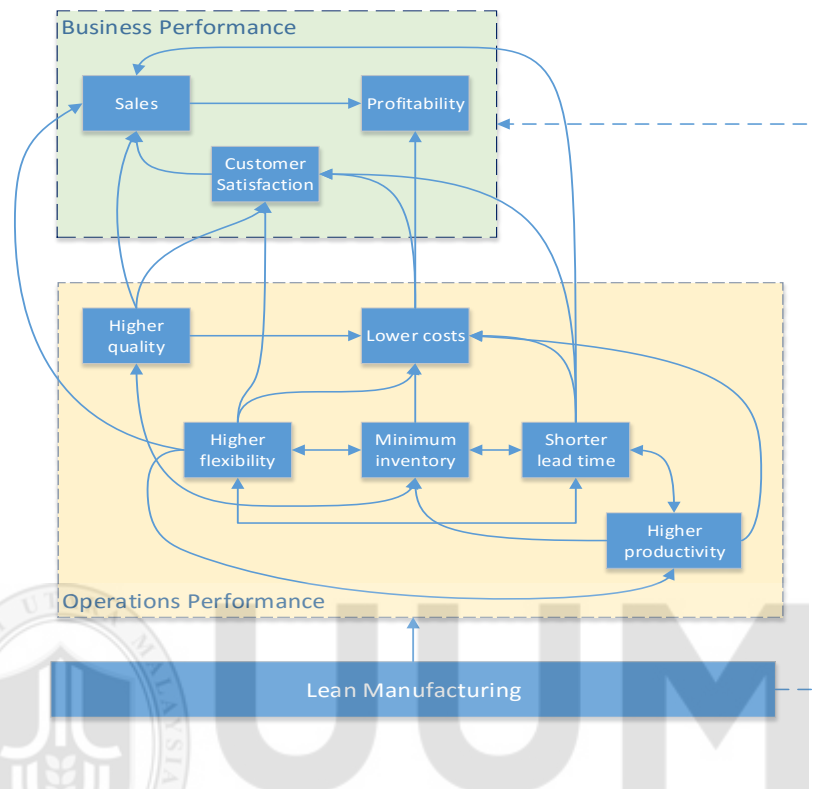 Business Performance
Sales
Profitability
Customer
Satisfaction
Higher
quality
Lower costs
Higher
flexibility
Minimum
inventory
Shorter
lead time
Higher
productivity
Operations Performance
Lean Manufacturing
UUM